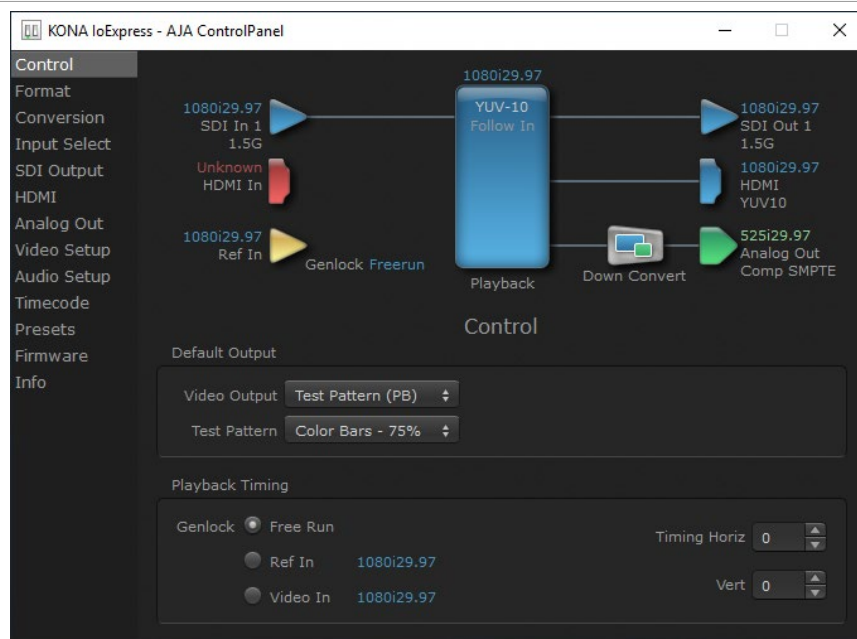 KONA IoExpress - AJA ControlPanel
Control
Format
Conversion
Input Select
SDI Output
HDMI
Analog Out
Video Setup
Audio Setup
Timecode
Presets
Firmware
Info
1080i29.97
SDI In 1
1.5G
Unknown
HDMI In
1080i29.97
Ref In
Genlock Freerun
1080i29.97
YUV-10
Follow In
Playback
1080i29.97
SDI Out 1
1.5G
1080i29.97
HDMI
YUV10
Down Convert
525i29.97
Analog Out
Comp SMPTE
Control
Default Output
Video Output Test Pattern (PB)
Test Pattern Color Bars - 75%
Playback Timing
Genlock Free Run
Ref In 1080i29.97
Video In 1080i29.97
Timing Horiz 0
Vert 0